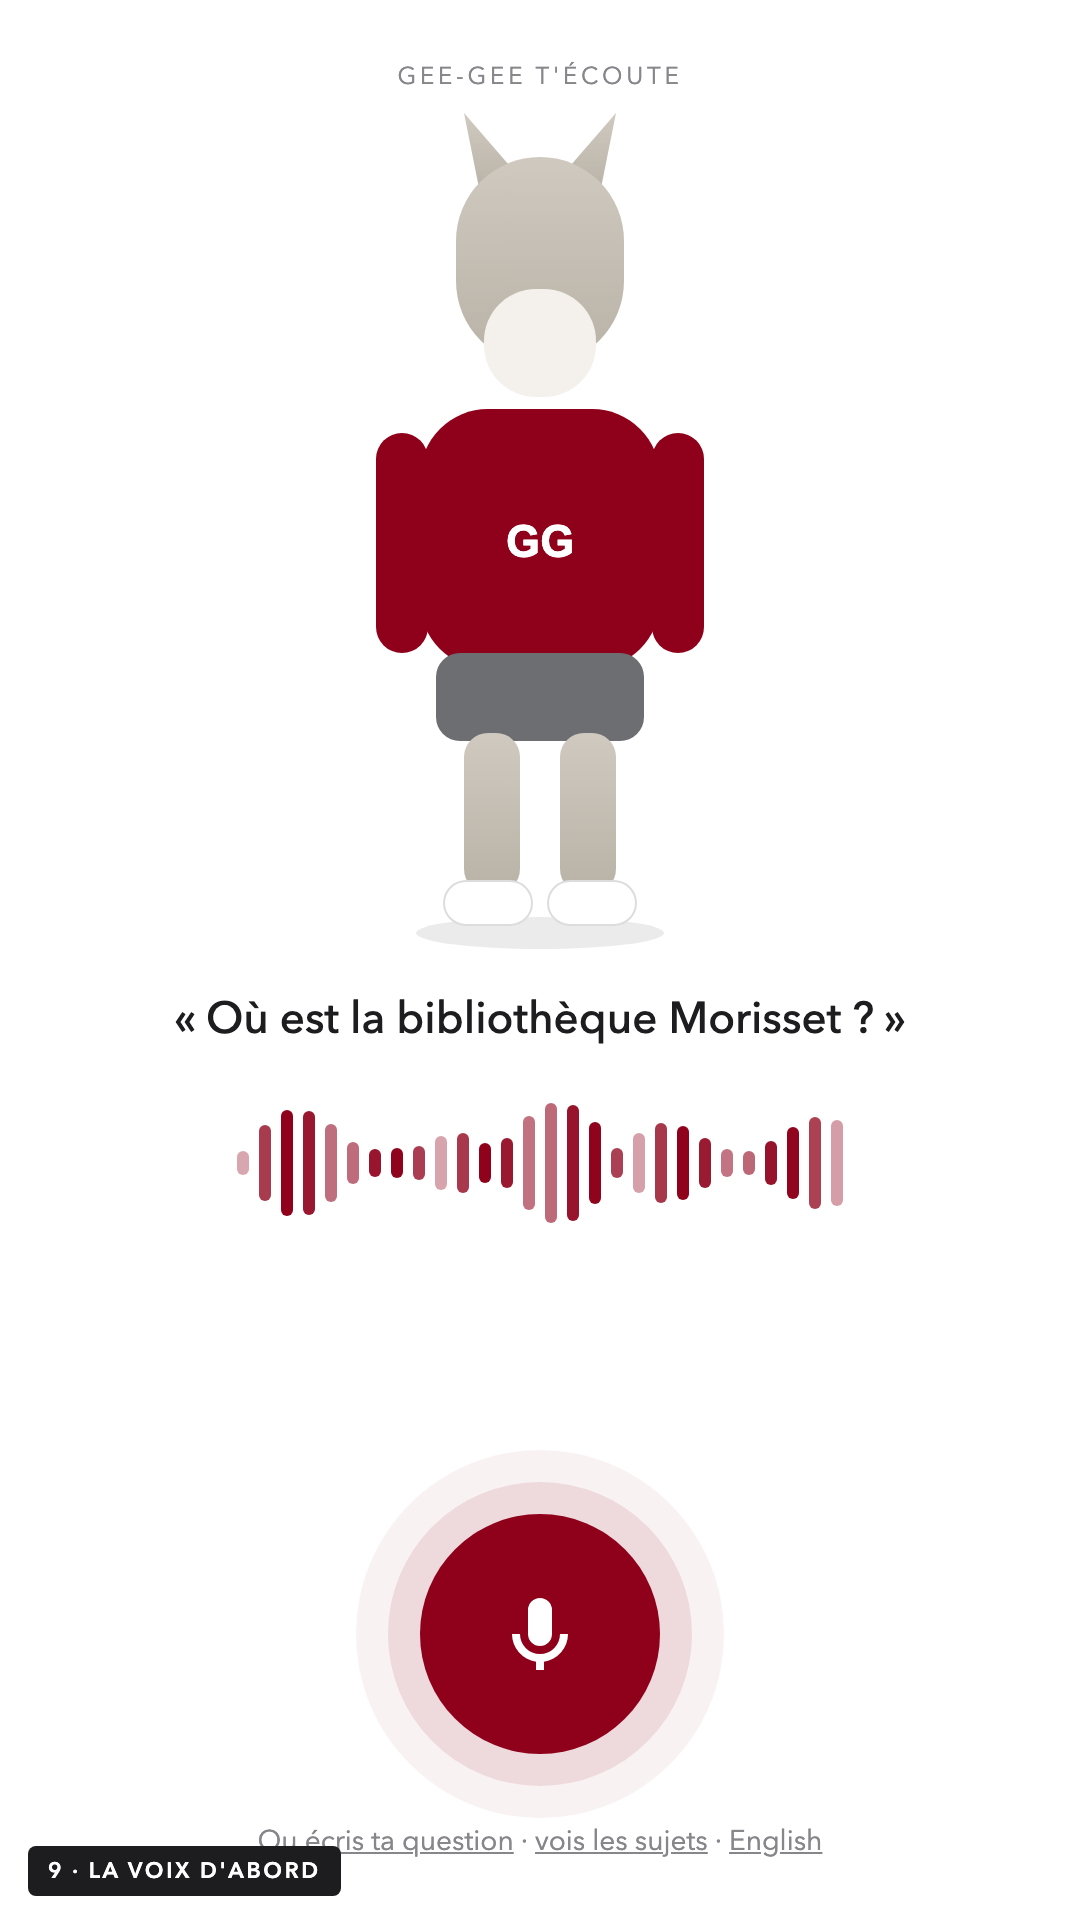 GEE-GEE T'ÉCOUTE
GG
« Où est la bibliothèque Morisset ? »
Ou écris ta question · vois les sujets · English
9 · LA VOIX D'ABORD